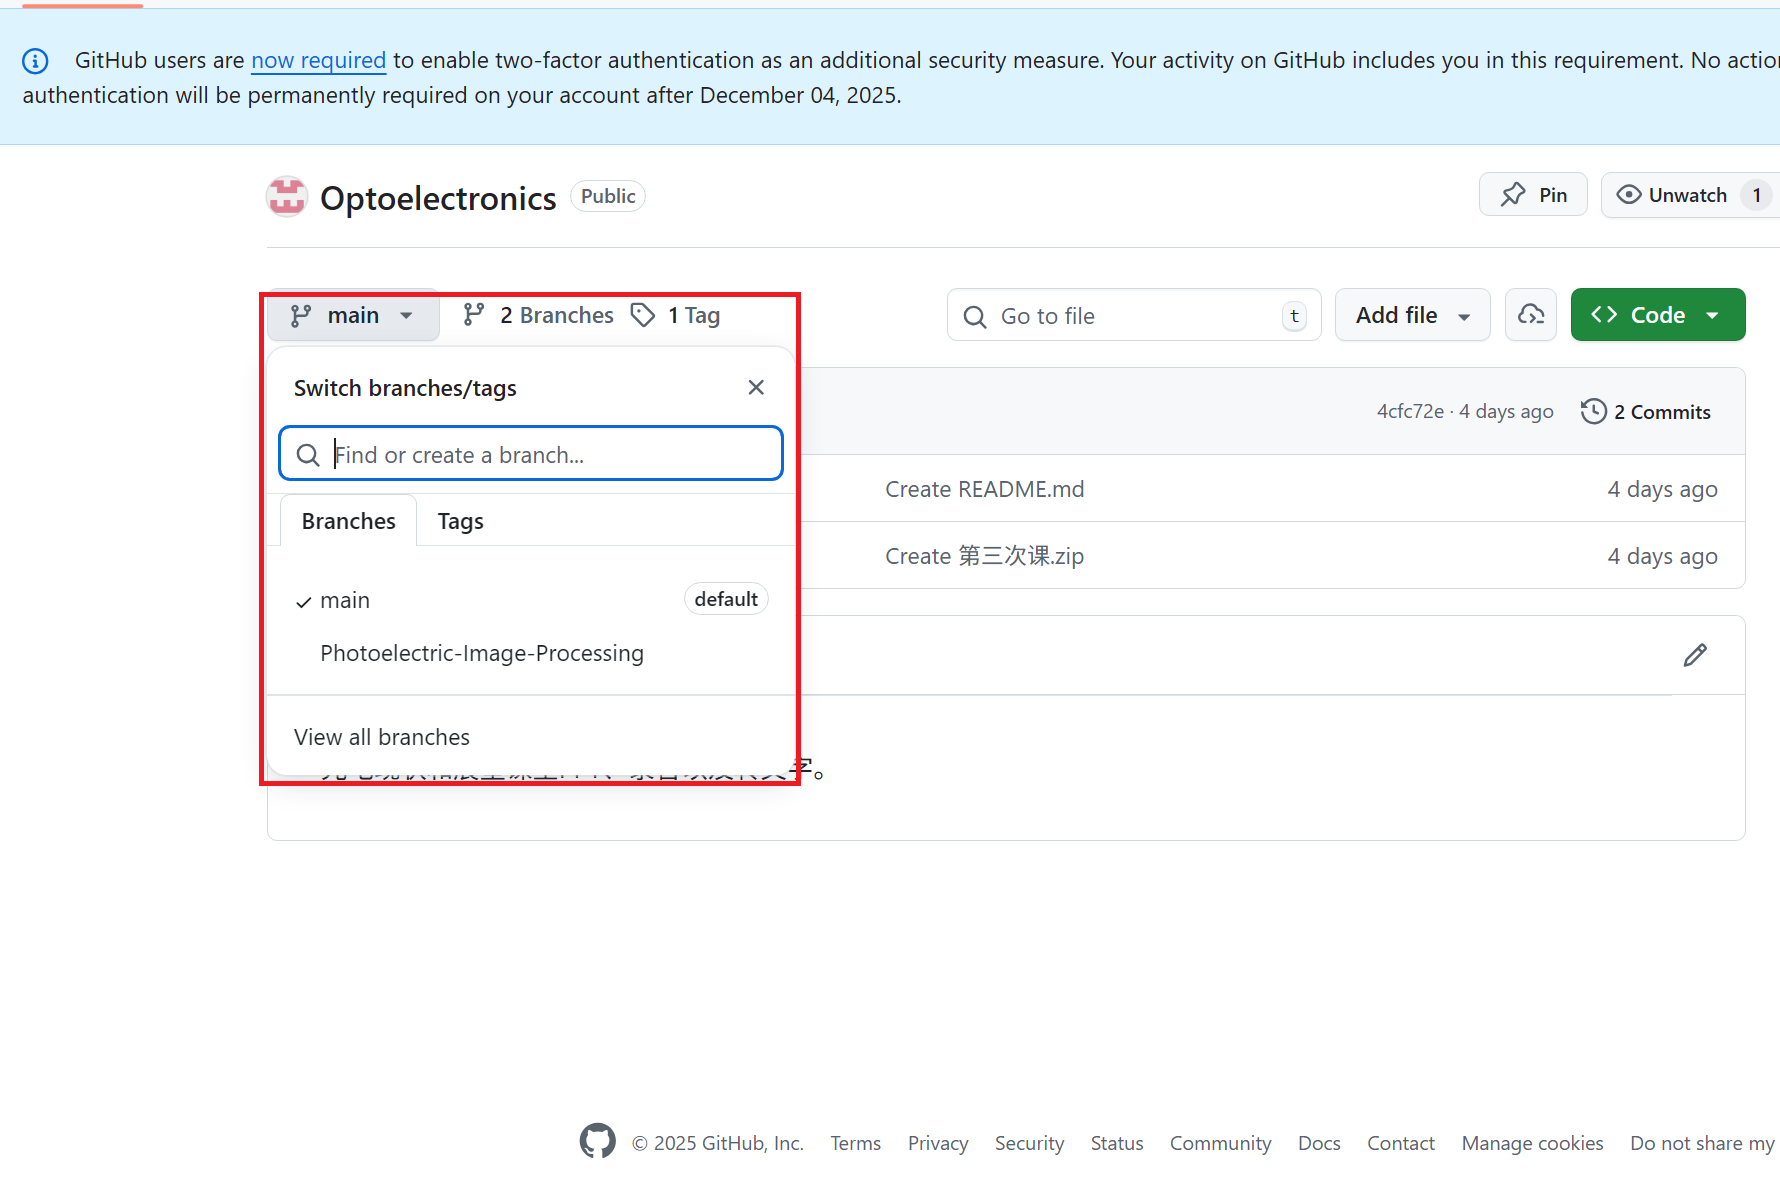 GitHub users are now required to enable two-factor authentication as an additional security measure. Your activity on GitHub includes you in this requirement. No
authentication will be permanently required on your account after December 04, 2025.
Optoelectronics Public
Pin
Unwatch 1
main
2 Branches
1 Tag
Go to file t
Add file
Code
Switch branches/tags
Find or create a branch...
Branches Tags
main default
Photoelectric-Image-Processing
View all branches
4cfc72e · 4 days ago
2 Commits
Create README.md 4 days ago
Create 第三次课.zip 4 days ago
字。
© 2025 GitHub, Inc. Terms Privacy Security Status Community Docs Contact Manage cookies Do not share my